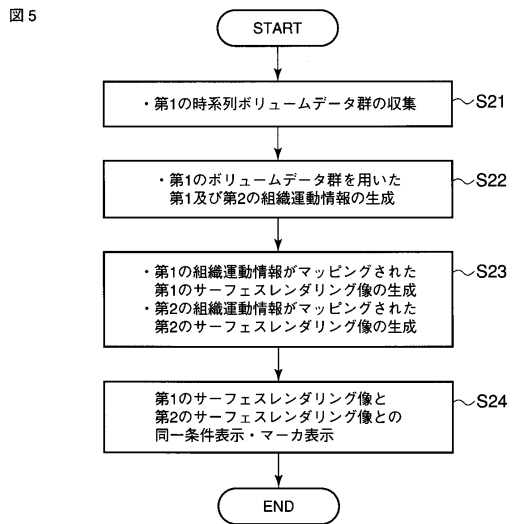 図5
START
・第1の時系列ボリュームデータ群の収集
S21
・第1のボリュームデータ群を用いた
第1及び第2の組織運動情報の生成
S22
・第1の組織運動情報がマッピングされた
第1のサーフェスレンダリング像の生成
・第2の組織運動情報がマッピングされた
第2のサーフェスレンダリング像の生成
S23
第1のサーフェスレンダリング像と
第2のサーフェスレンダリング像との
同一条件表示・マーカ表示
S24
END